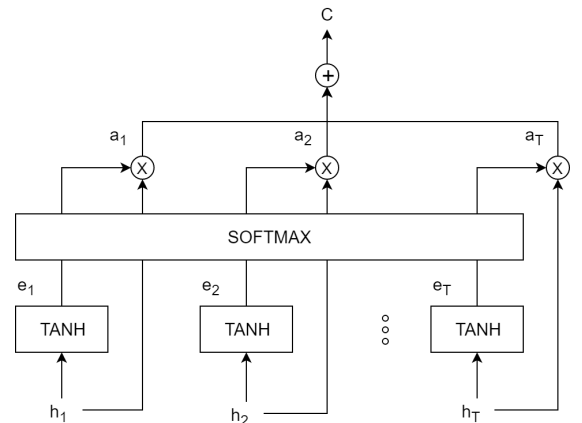 C
a1 a2 aT
X X X
SOFTMAX
e1 e2 eT
TANH TANH TANH
h1 h2 hT